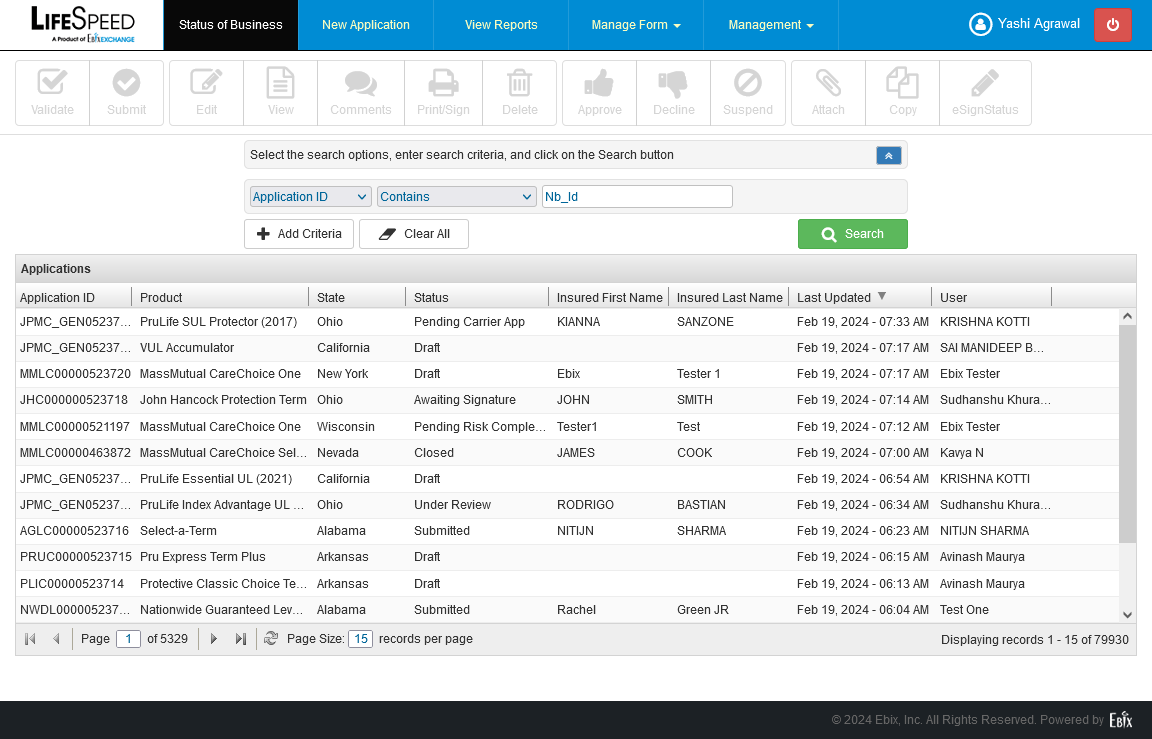 LIFESPEED
A Product of EbixEXCHANGE
Status of Business New Application View Reports Manage Form Management Yashi Agrawal
Validate Submit Edit View Comments Print/Sign Delete Approve Decline Suspend Attach Copy eSignStatus
Select the search options, enter search criteria, and click on the Search button
Application ID Contains Nb_Id
Add Criteria Clear All Search
Applications
Application ID Product State Status Insured First Name Insured Last Name Last Updated User
JPMC_GEN05237... PruLife SUL Protector (2017) Ohio Pending Carrier App KIANNA SANZONE Feb 19, 2024 - 07:33 AM KRISHNA KOTTI
JPMC_GEN05237... VUL Accumulator California Draft Feb 19, 2024 - 07:17 AM SAI MANIDEEP B...
MMLC00000523720 MassMutual CareChoice One New York Draft Ebix Tester 1 Feb 19, 2024 - 07:17 AM Ebix Tester
JHC000000523718 John Hancock Protection Term Ohio Awaiting Signature JOHN SMITH Feb 19, 2024 - 07:14 AM Sudhanshu Khura...
MMLC00000521197 MassMutual CareChoice One Wisconsin Pending Risk Comple... Tester1 Test Feb 19, 2024 - 07:12 AM Ebix Tester
MMLC00000463872 MassMutual CareChoice Sel... Nevada Closed JAMES COOK Feb 19, 2024 - 07:00 AM Kavya N
JPMC_GEN05237... PruLife Essential UL (2021) California Draft Feb 19, 2024 - 06:54 AM KRISHNA KOTTI
JPMC_GEN05237... PruLife Index Advantage UL ... Ohio Under Review RODRIGO BASTIAN Feb 19, 2024 - 06:34 AM Sudhanshu Khura...
AGLC00000523716 Select-a-Term Alabama Submitted NITIJN SHARMA Feb 19, 2024 - 06:23 AM NITIJN SHARMA
PRUC00000523715 Pru Express Term Plus Arkansas Draft Feb 19, 2024 - 06:15 AM Avinash Maurya
PLIC00000523714 Protective Classic Choice Te... Arkansas Draft Feb 19, 2024 - 06:13 AM Avinash Maurya
NWDL000005237... Nationwide Guaranteed Lev... Alabama Submitted Rachel Green JR Feb 19, 2024 - 06:04 AM Test One
Page 1 of 5329 Page Size: 15 records per page Displaying records 1 - 15 of 79930
© 2024 Ebix, Inc. All Rights Reserved. Powered by Ebix